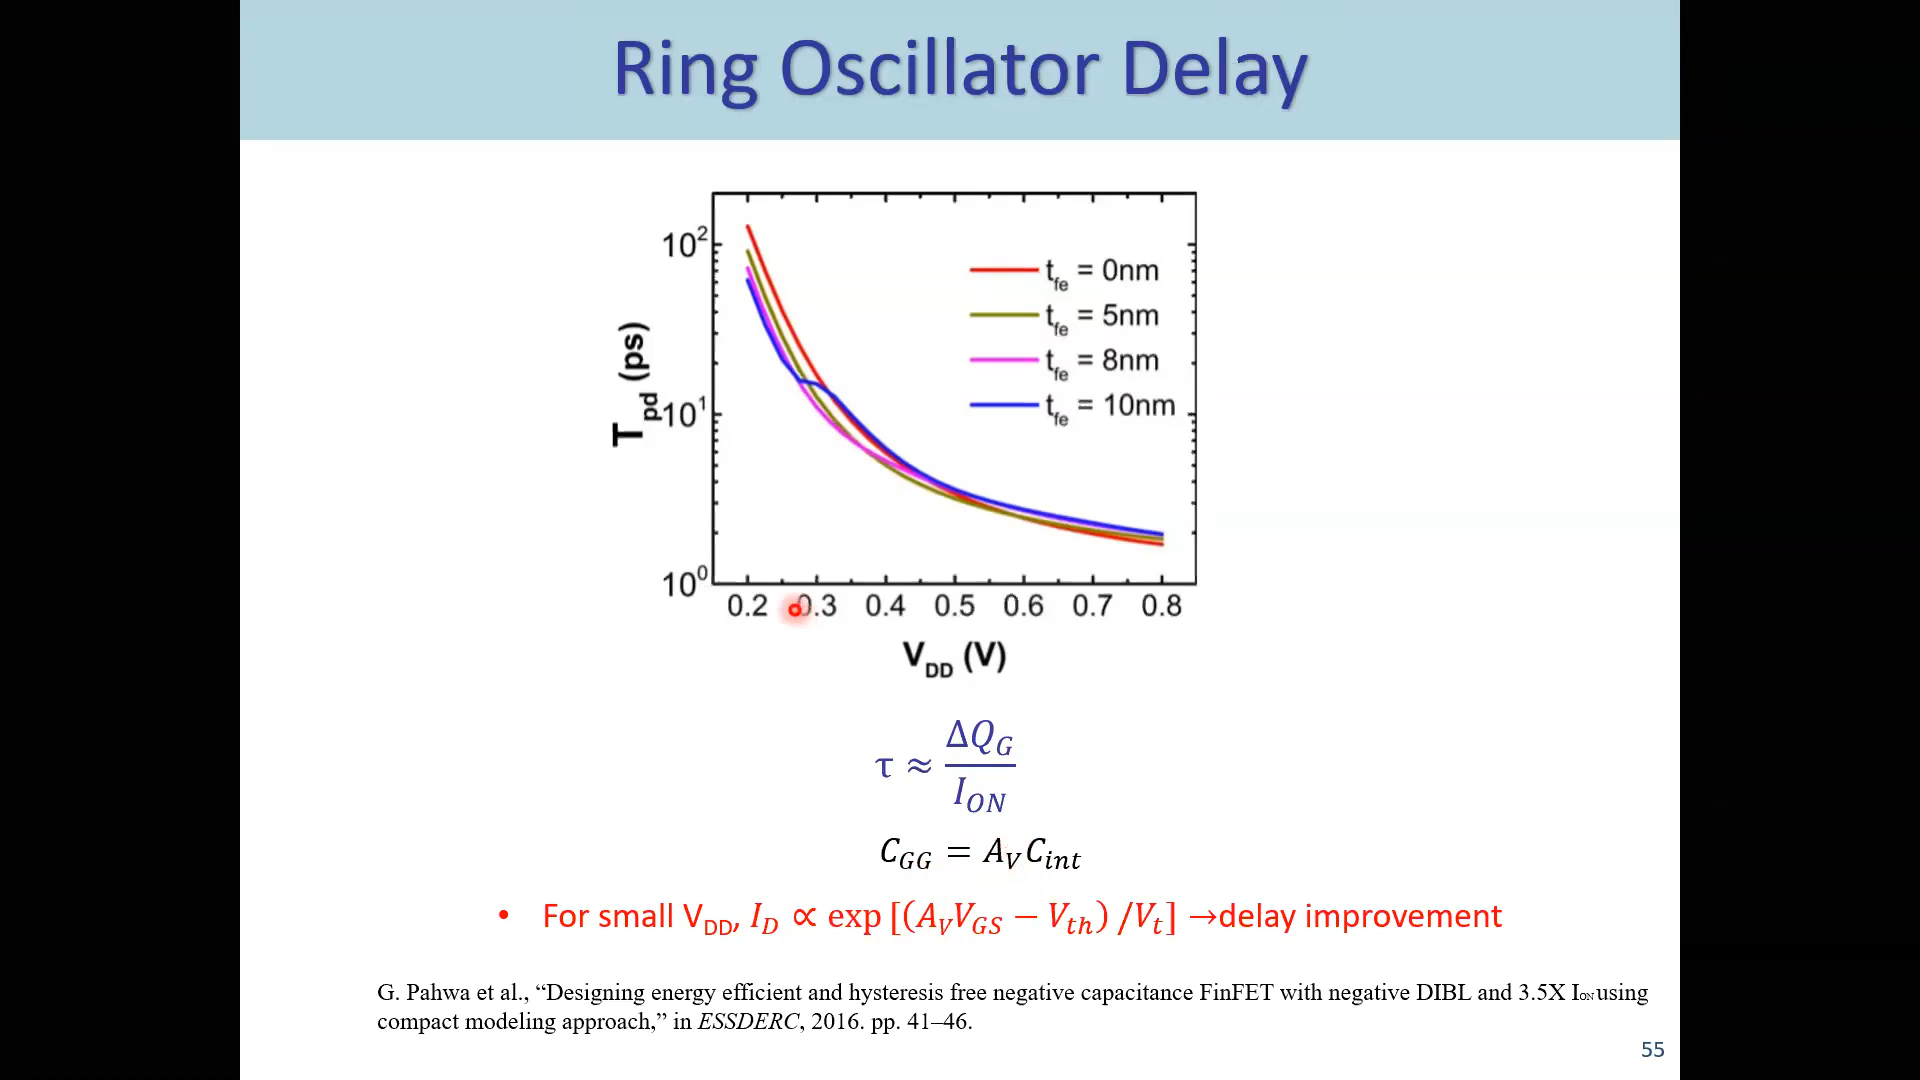 Ring Oscillator Delay
10²
10¹
10⁰
T_pd (ps)
t_fe = 0nm
t_fe = 5nm
t_fe = 8nm
t_fe = 10nm
0.2 0.3 0.4 0.5 0.6 0.7 0.8
V_DD (V)
τ ≈ ΔQ_G / I_ON
C_GG = A_V C_int
• For small V_DD, I_D ∝ exp [(A_V V_GS − V_th) /V_t] →delay improvement
G. Pahwa et al., “Designing energy efficient and hysteresis free negative capacitance FinFET with negative DIBL and 3.5X I_ON using
compact modeling approach,” in ESSDERC, 2016. pp. 41–46.
55